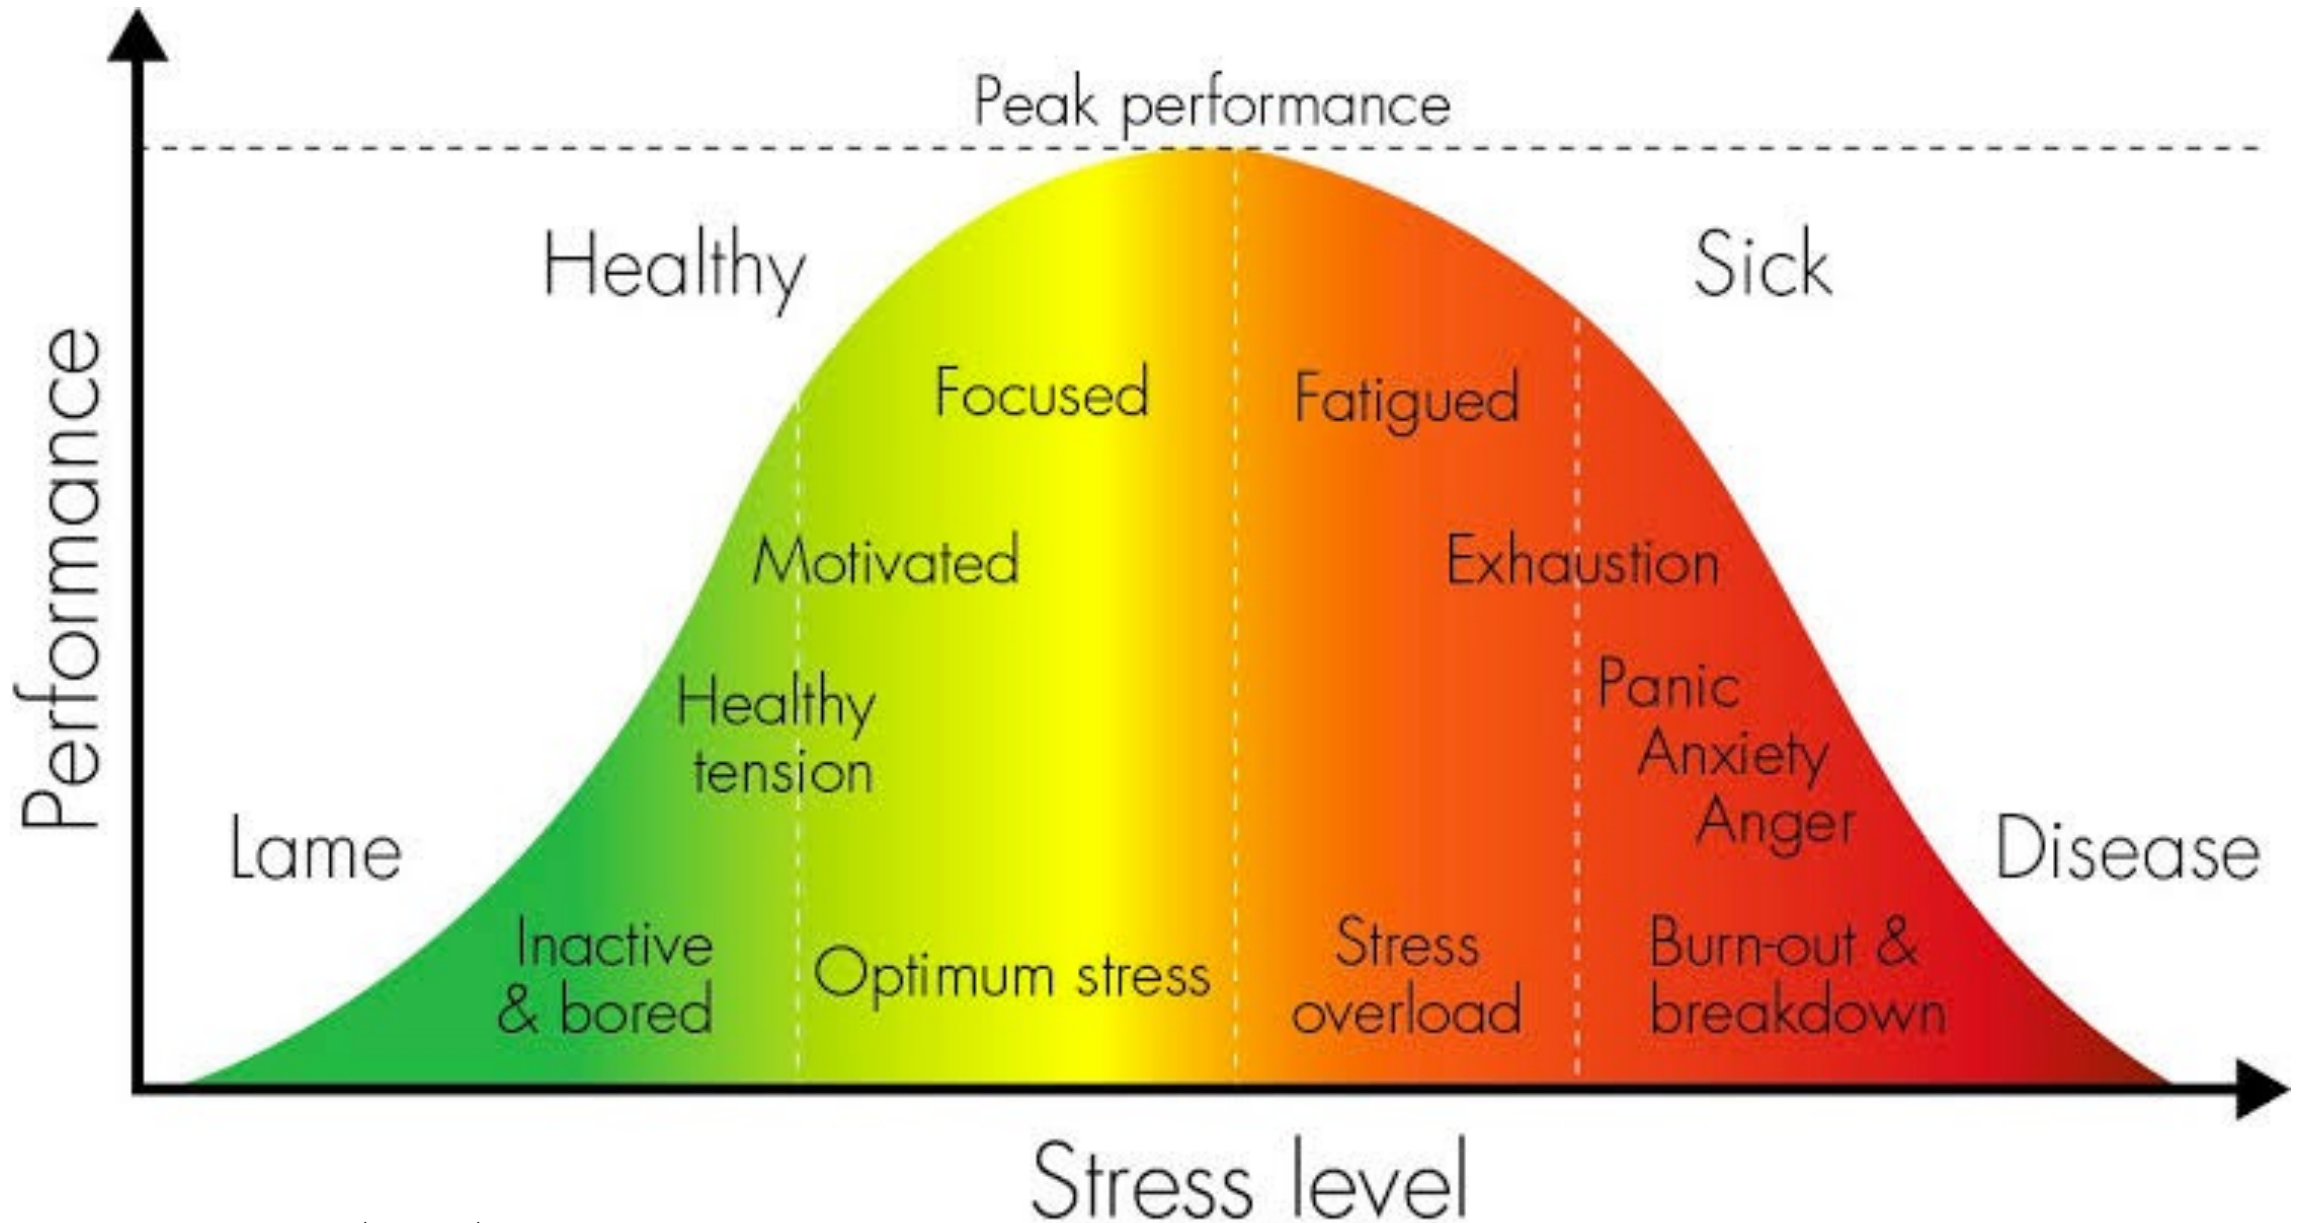 Peak performance
Healthy
Sick
Focused
Fatigued
Motivated
Exhaustion
Healthy
tension
Panic
Anxiety
Anger
Lame
Disease
Inactive
& bored
Optimum stress
Stress
overload
Burn-out &
breakdown
Performance
Stress level